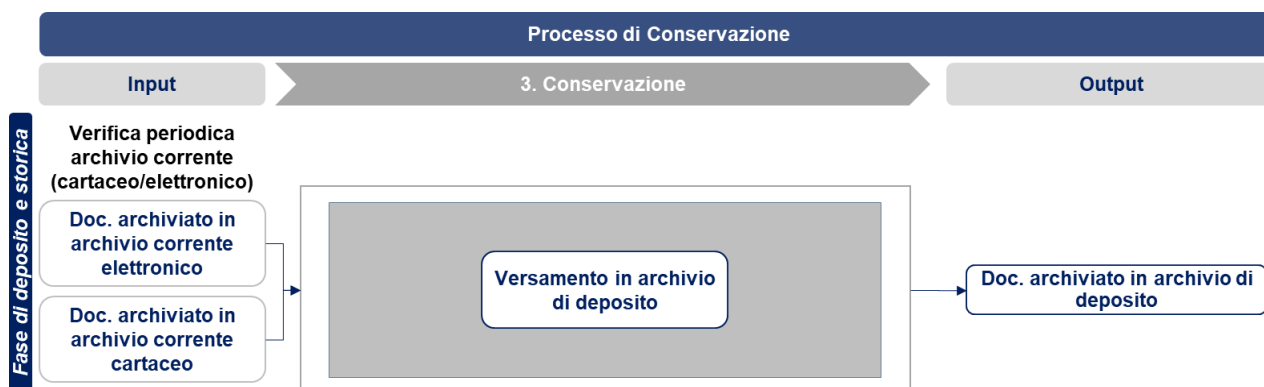 Processo di Conservazione
Input
3. Conservazione
Output
Fase di deposito e storica
Verifica periodica
archivio corrente
(cartaceo/elettronico)
Doc. archiviato in
archivio corrente
elettronico
Doc. archiviato in
archivio corrente
cartaceo
Versamento in archivio
di deposito
Doc. archiviato in archivio di
deposito